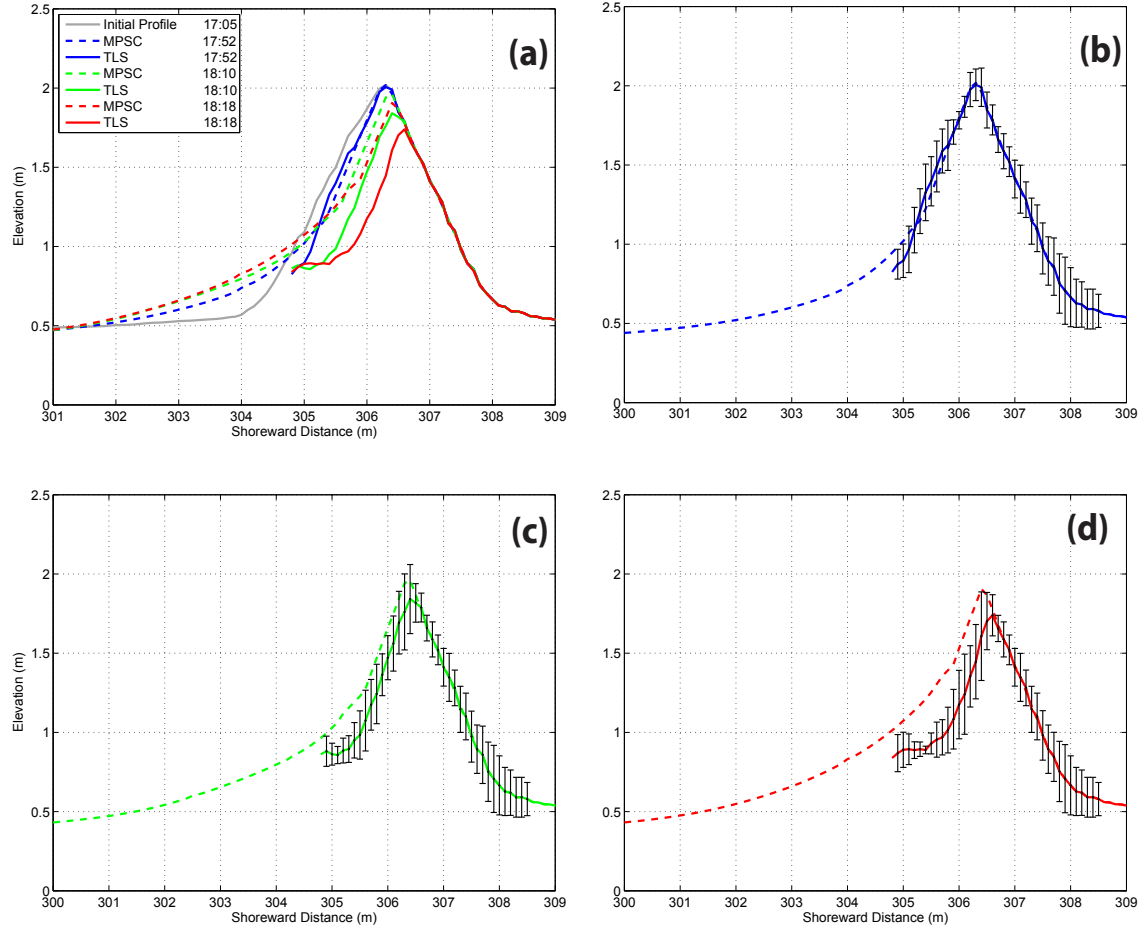 2.5
2
1.5
1
0.5
0
Elevation (m)
Initial Profile 17:05
MPSC 17:52
TLS 17:52
MPSC 18:10
TLS 18:10
MPSC 18:18
TLS 18:18
(a)
301 302 303 304 305 306 307 308 309
Shoreward Distance (m)
2.5
2
1.5
1
0.5
0
(b)
300 301 302 303 304 305 306 307 308 309
2.5
2
1.5
1
0.5
0
Elevation (m)
(c)
300 301 302 303 304 305 306 307 308 309
Shoreward Distance (m)
2.5
2
1.5
1
0.5
0
(d)
300 301 302 303 304 305 306 307 308 309
Shoreward Distance (m)